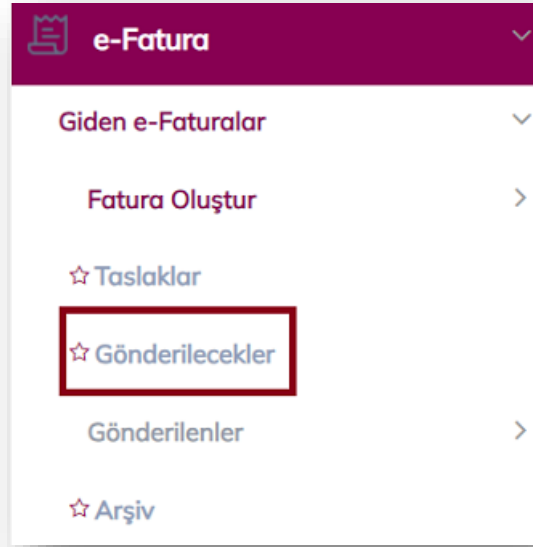 e-Fatura
Giden e-Faturalar
Fatura Oluştur
Taslaklar
Gönderilecekler
Gönderilenler
Arşiv